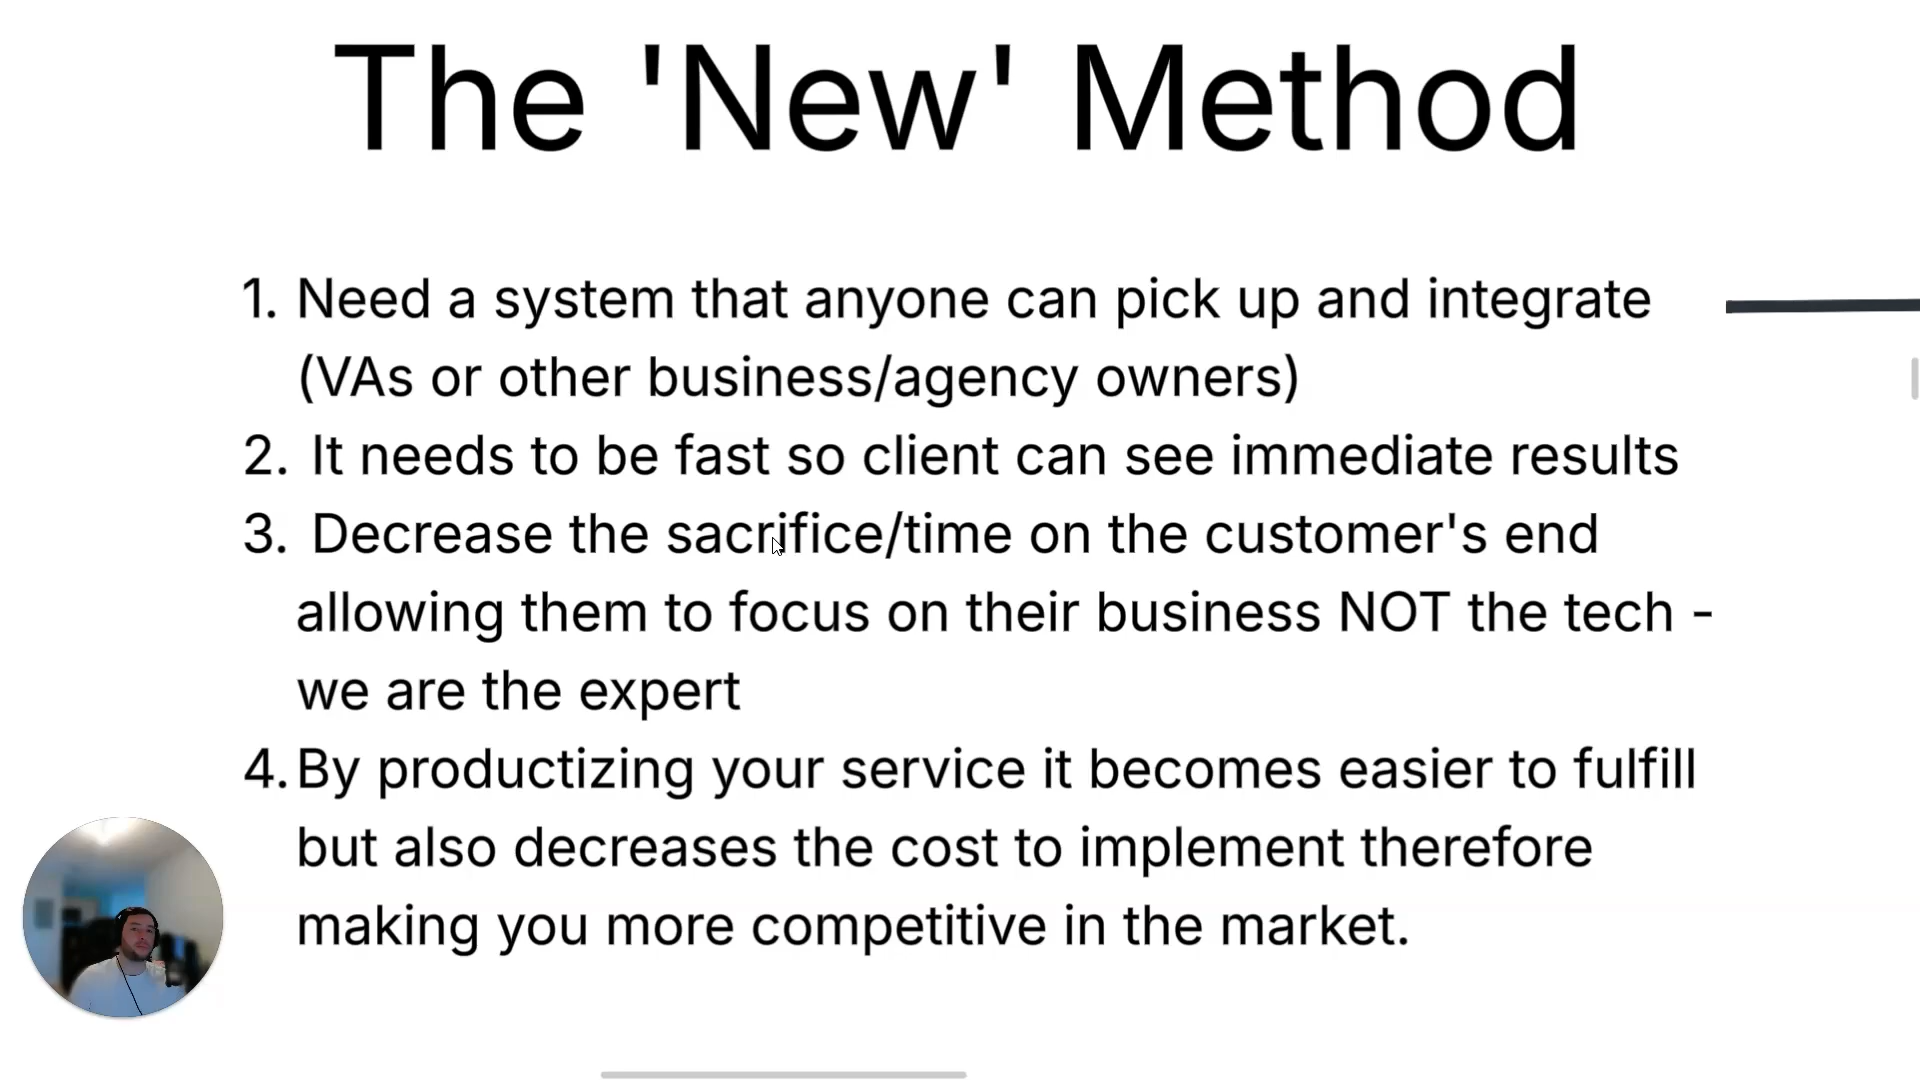 The 'New' Method
1. Need a system that anyone can pick up and integrate
(VAs or other business/agency owners)
2. It needs to be fast so client can see immediate results
3. Decrease the sacrifice/time on the customer's end
allowing them to focus on their business NOT the tech -
we are the expert
4. By productizing your service it becomes easier to fulfill
but also decreases the cost to implement therefore
making you more competitive in the market.